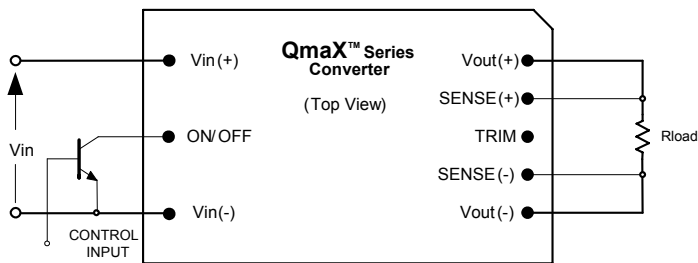 QmaX™ Series
Converter
(Top View)
Vin
CONTROL
INPUT
Vin(+)
ON/OFF
Vin(-)
Vout(+)
SENSE(+)
TRIM
SENSE(-)
Vout(-)
Rload